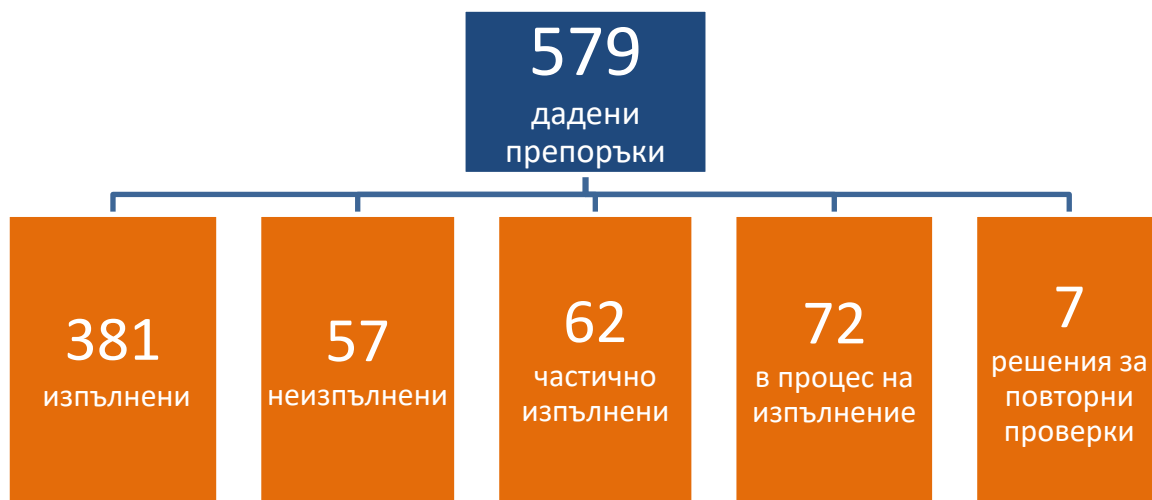 579
дадени
препоръки
381
изпълнени
57
неизпълнени
62
частично
изпълнени
72
в процес на
изпълнение
7
решения за
повторни
проверки